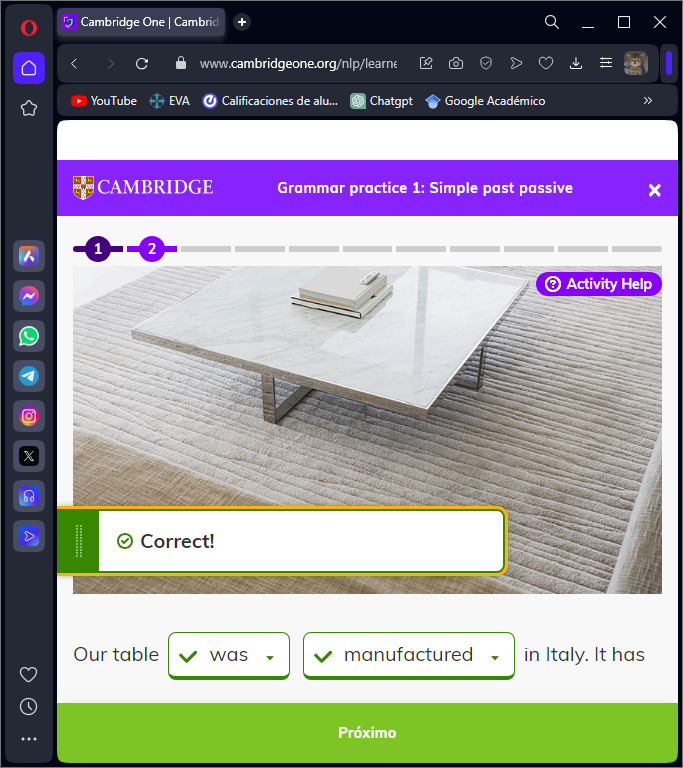 Cambridge One | Cambrid
www.cambridgeone.org/nlp/learne
YouTube
EVA
Calificaciones de alu...
Chatgpt
Google Académico
»
CAMBRIDGE
Grammar practice 1: Simple past passive
1
2
Activity Help
Correct!
Our table was manufactured in Italy. It has
Próximo